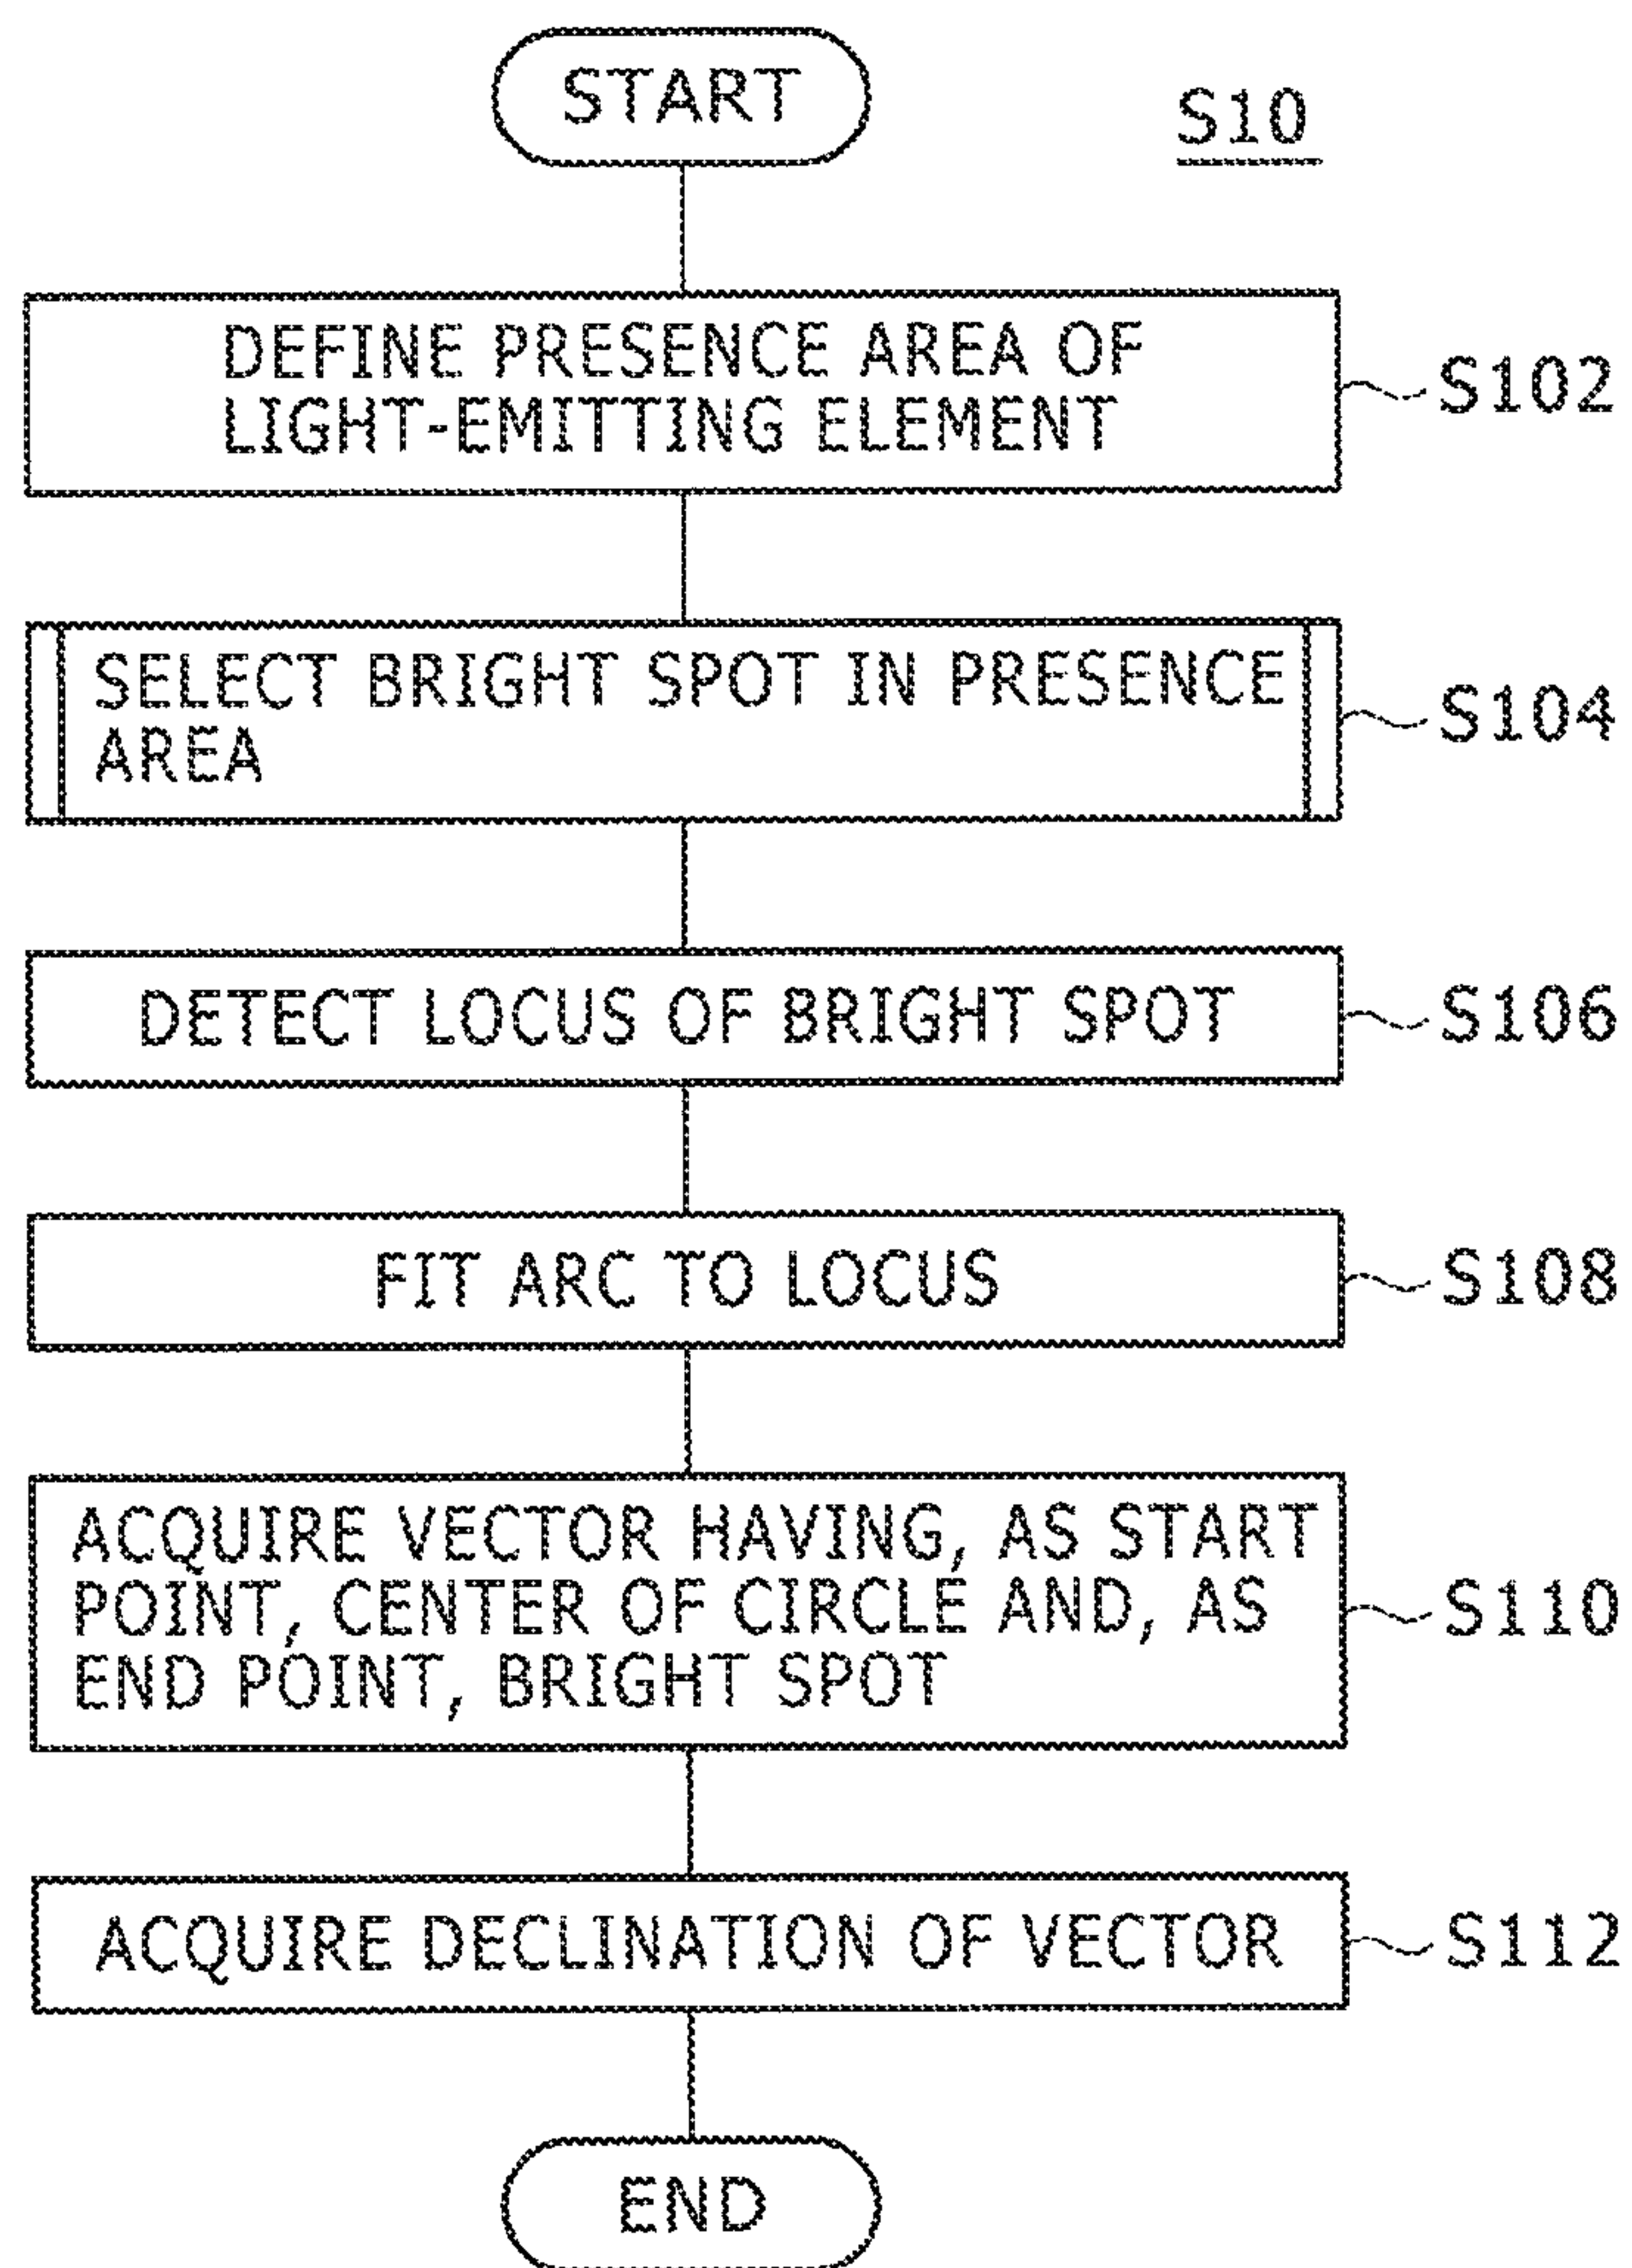 START
S10
DEFINE PRESENCE AREA OF
LIGHT-EMITTING ELEMENT
S102
SELECT BRIGHT SPOT IN PRESENCE
AREA
S104
DETECT LOCUS OF BRIGHT SPOT
S106
FIT ARC TO LOCUS
S108
ACQUIRE VECTOR HAVING, AS START
POINT, CENTER OF CIRCLE AND, AS
END POINT, BRIGHT SPOT
S110
ACQUIRE DECLINATION OF VECTOR
S112
END